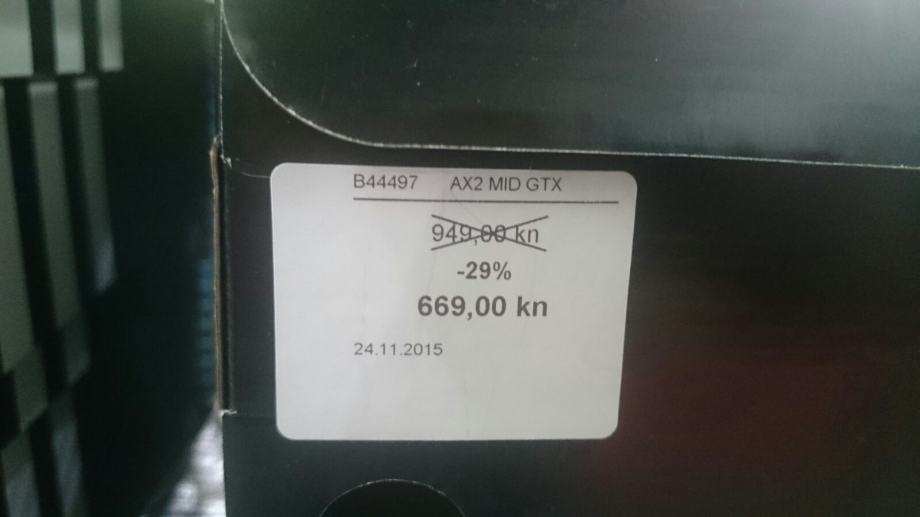 B44497 AX2 MID GTX
949,00 kn
-29%
669,00 kn
24.11.2015